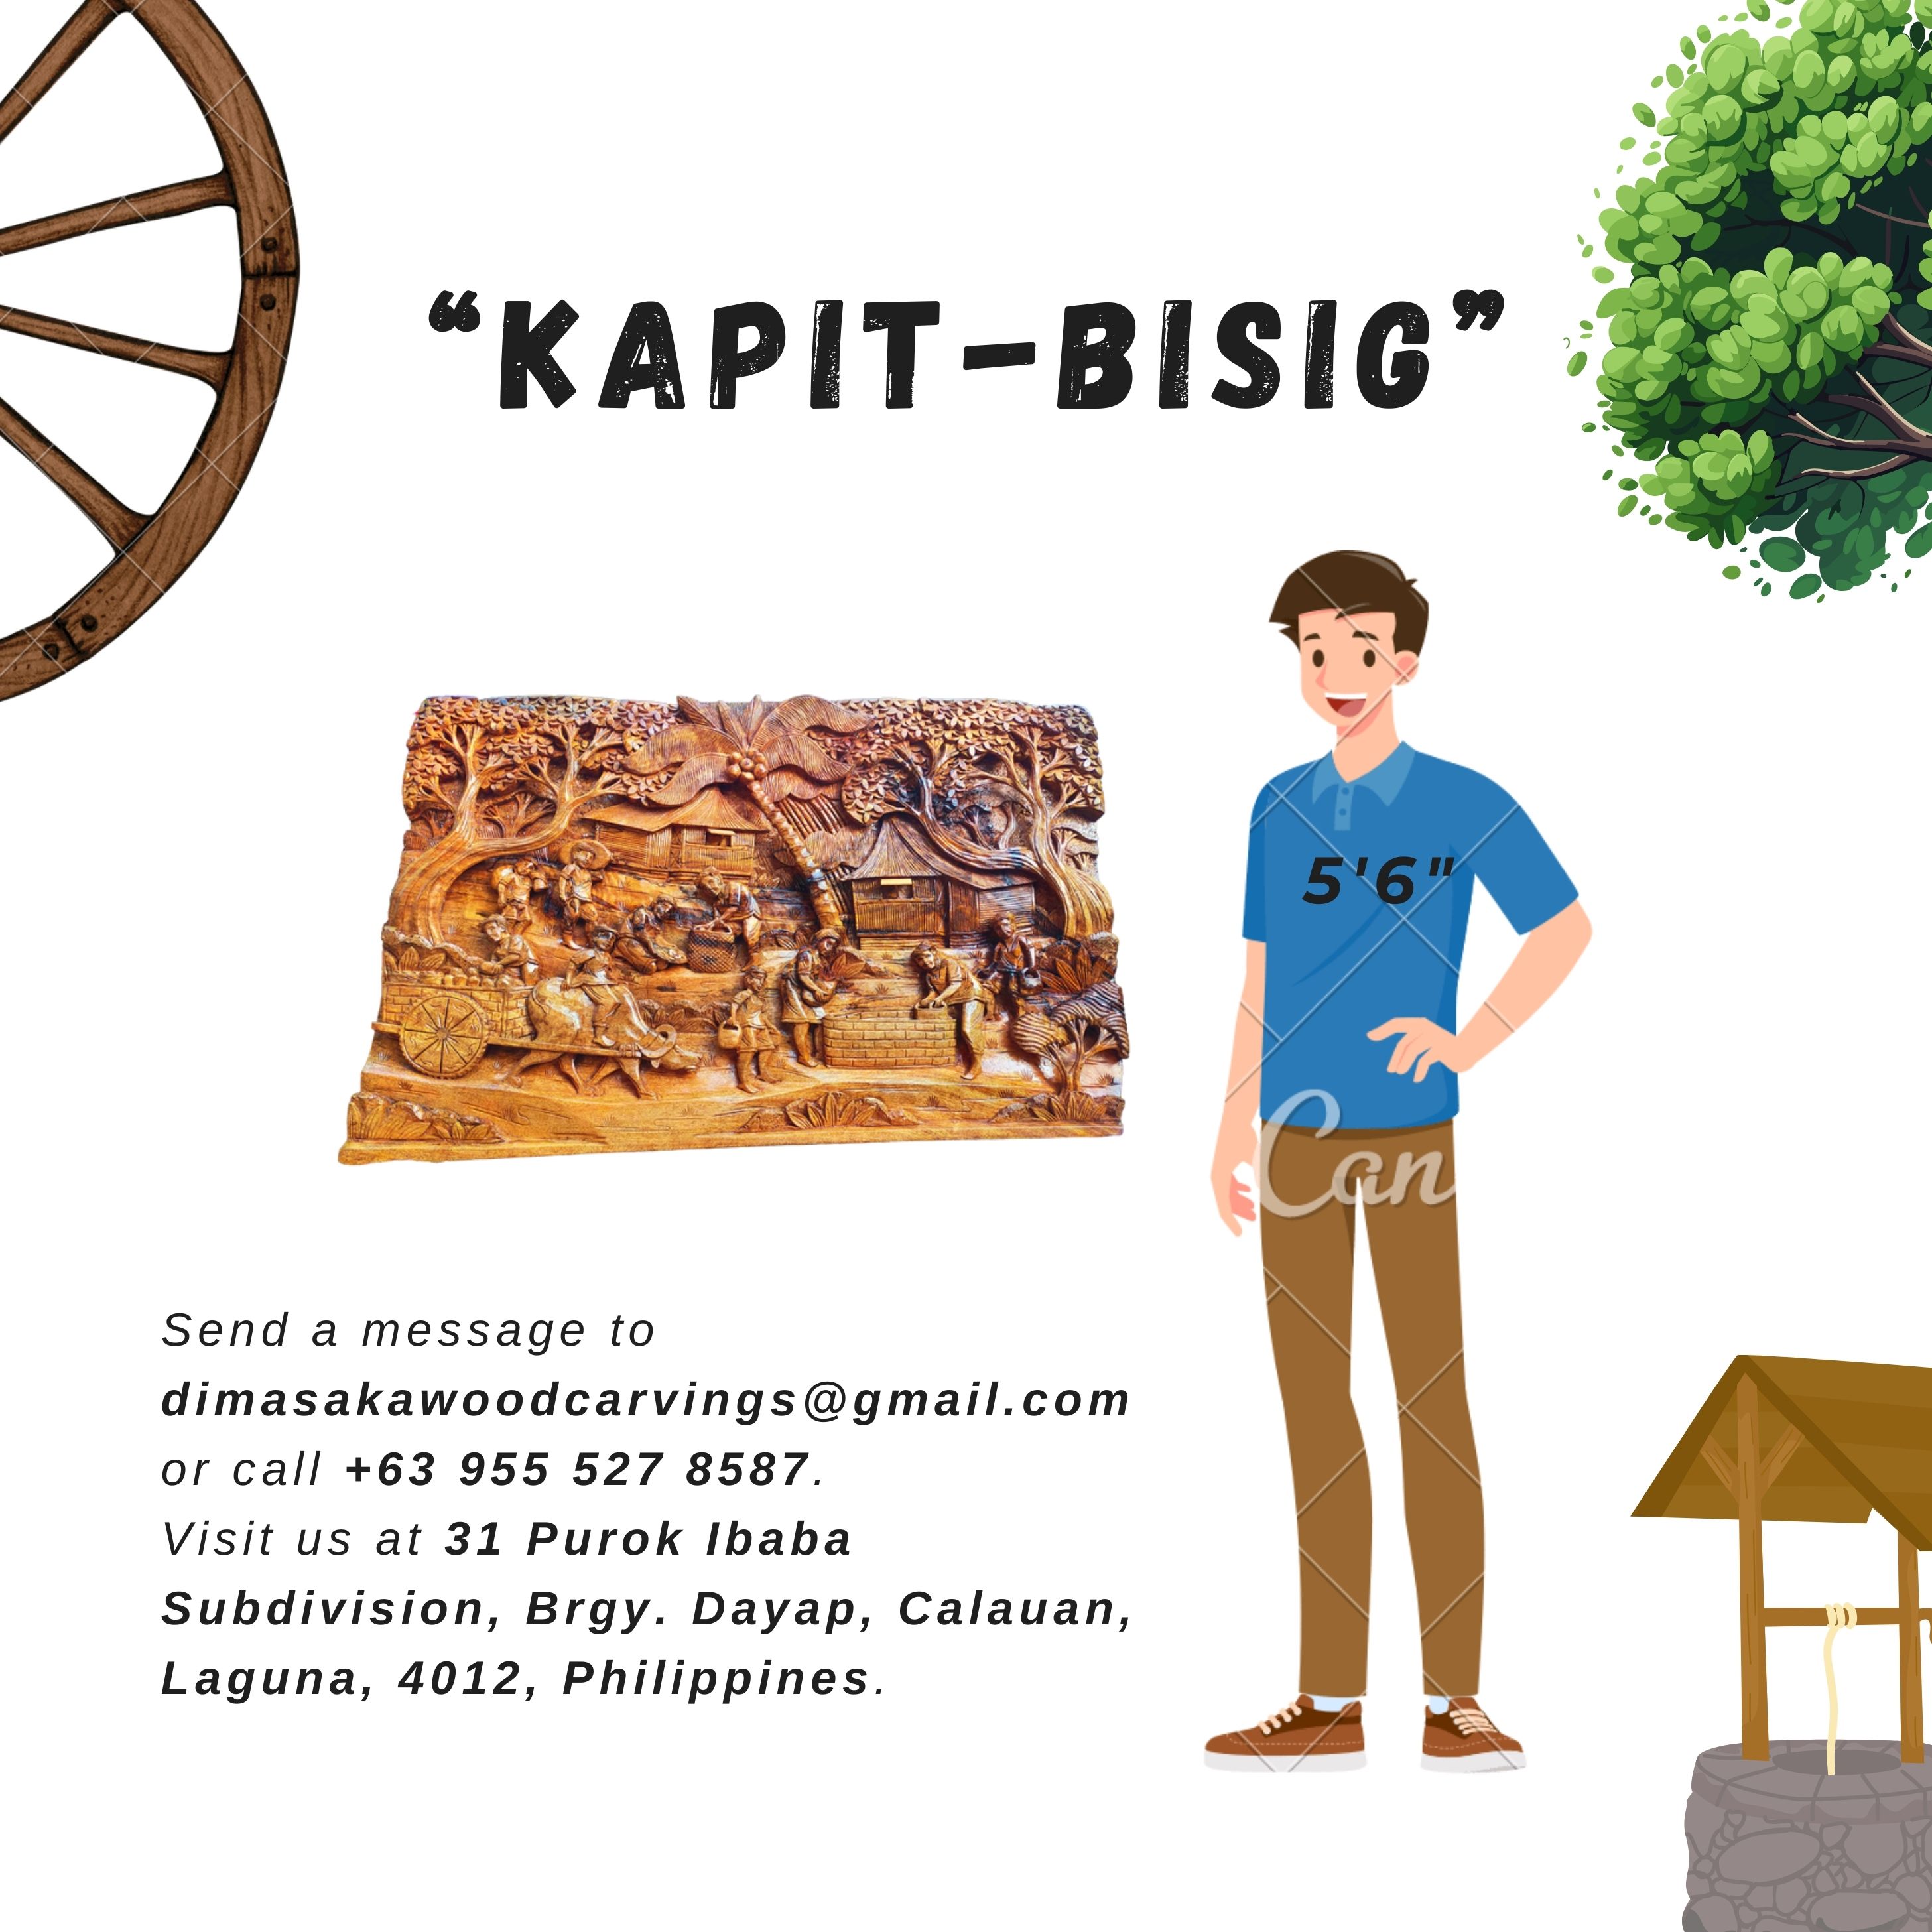 “KAPIT-BISIG”
5'6"
Can
Send a message to
dimasakawoodcarvings@gmail.com
or call +63 955 527 8587.
Visit us at 31 Purok Ibaba
Subdivision, Brgy. Dayap, Calauan,
Laguna, 4012, Philippines.